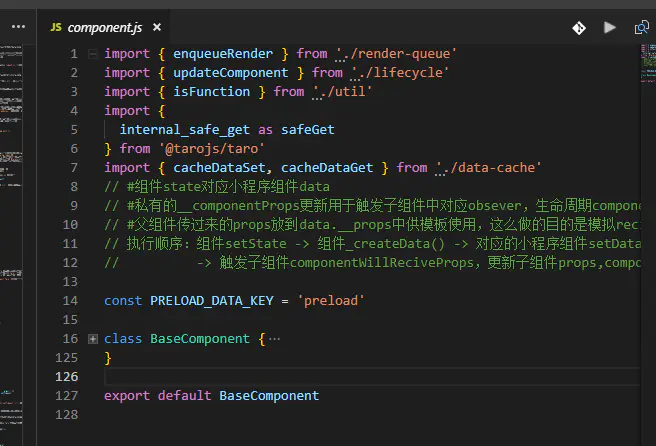 JS component.js ×
1 import { enqueueRender } from './render-queue'
2 import { updateComponent } from './lifecycle'
3 import { isFunction } from './util'
4 import {
5 internal_safe_get as safeGet
6 } from '@tarojs/taro'
7 import { cacheDataSet, cacheDataGet } from './data-cache'
8 // #组件state对应小程序组件data
9 // #私有的__componentProps更新用于触发子组件中对应obsever，生命周期compone
10 // #父组件传过来的props放到data.__props中供模板使用，这么做的目的是模拟reci
11 // 执行顺序：组件setState -> 组件_createData() -> 对应的小程序组件setData
12 // -> 触发子组件componentWillReciveProps，更新子组件props,compo
13
14 const PRELOAD_DATA_KEY = 'preload'
15
16 class BaseComponent {…
125 }
126
127 export default BaseComponent
128